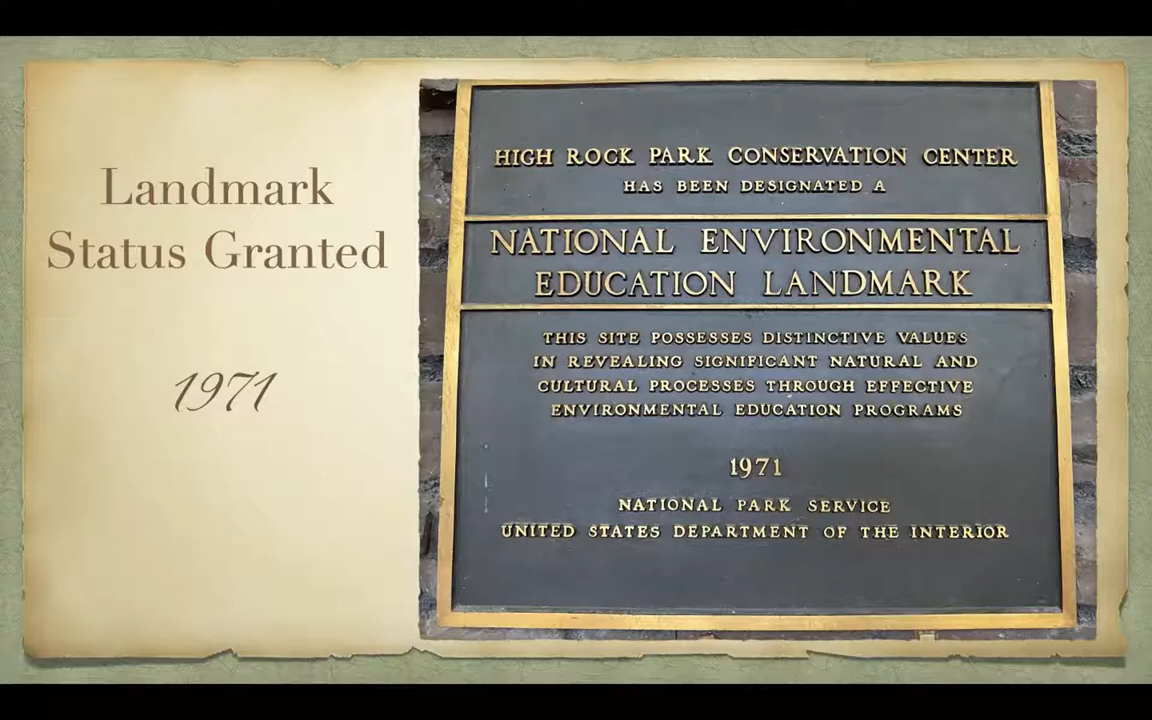 Landmark
Status Granted
1971
HIGH ROCK PARK CONSERVATION CENTER
HAS BEEN DESIGNATED A
NATIONAL ENVIRONMENTAL
EDUCATION LANDMARK
THIS SITE POSSESSES DISTINCTIVE VALUES
IN REVEALING SIGNIFICANT NATURAL AND
CULTURAL PROCESSES THROUGH EFFECTIVE
ENVIRONMENTAL EDUCATION PROGRAMS
1971
NATIONAL PARK SERVICE
UNITED STATES DEPARTMENT OF THE INTERIOR